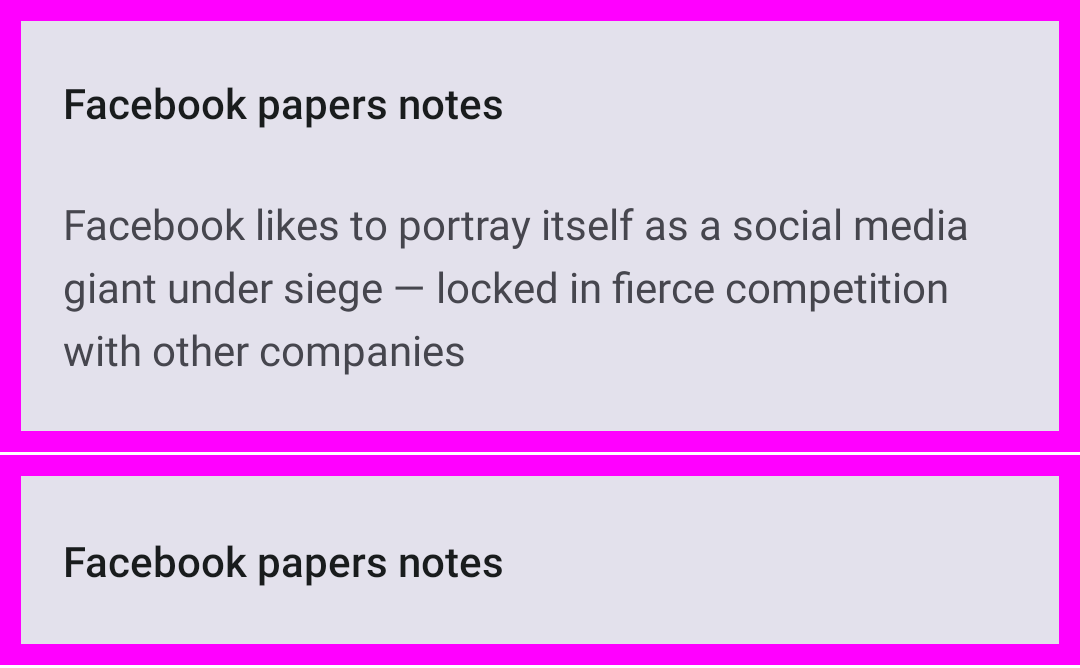 Facebook papers notes
Facebook likes to portray itself as a social media
giant under siege — locked in fierce competition
with other companies
Facebook papers notes